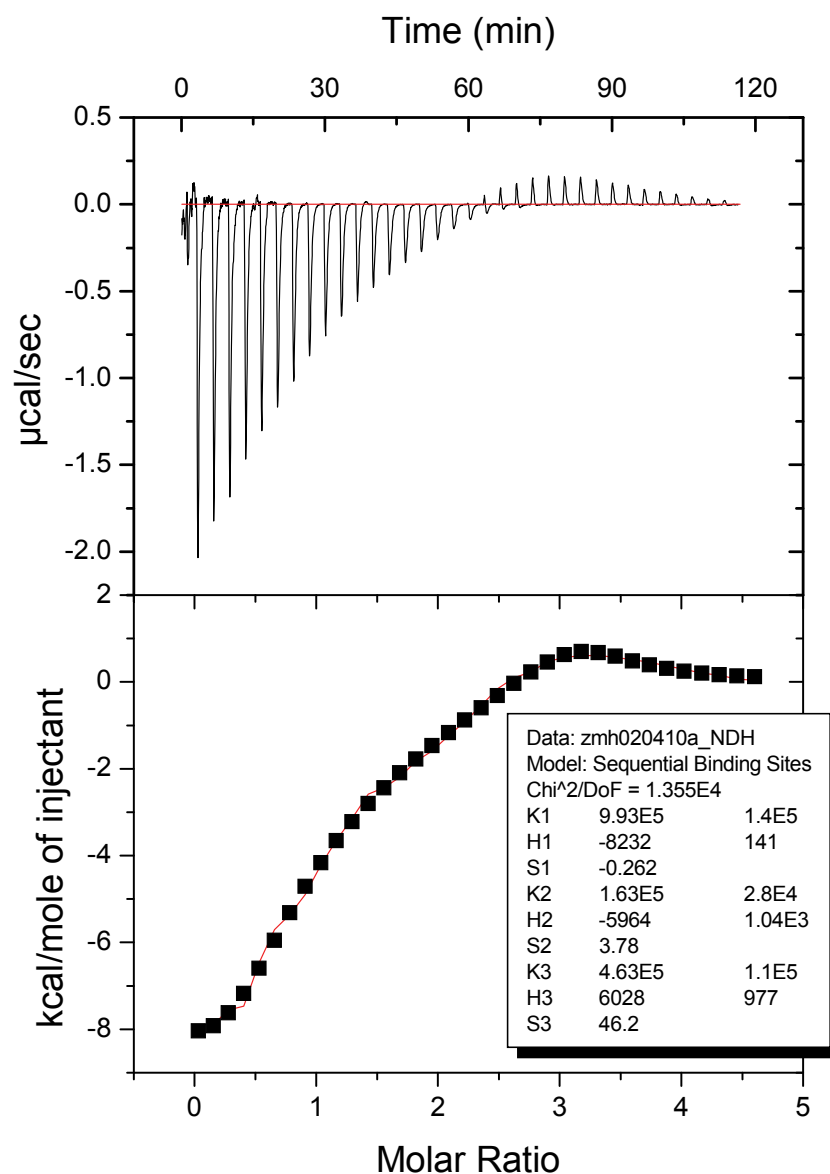 Time (min)
0 30 60 90 120
0.5
0.0
-0.5
-1.0
-1.5
-2.0
µcal/sec
2
0
-2
-4
-6
-8
kcal/mole of injectant
Data: zmh020410a_NDH
Model: Sequential Binding Sites
Chi^2/DoF = 1.355E4
K1 9.93E5 1.4E5
H1 -8232 141
S1 -0.262
K2 1.63E5 2.8E4
H2 -5964 1.04E3
S2 3.78
K3 4.63E5 1.1E5
H3 6028 977
S3 46.2
0 1 2 3 4 5
Molar Ratio